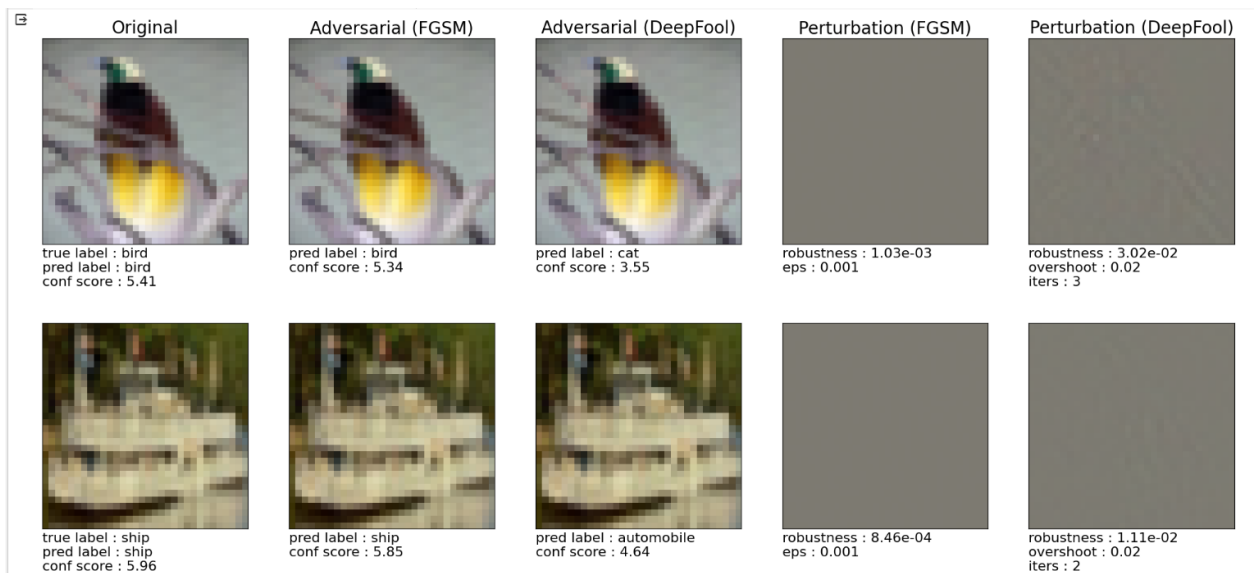 Original
Adversarial (FGSM)
Adversarial (DeepFool)
Perturbation (FGSM)
Perturbation (DeepFool)
true label : bird
pred label : bird
conf score : 5.41
pred label : bird
conf score : 5.34
pred label : cat
conf score : 3.55
robustness : 1.03e-03
eps : 0.001
robustness : 3.02e-02
overshoot : 0.02
iters : 3
true label : ship
pred label : ship
conf score : 5.96
pred label : ship
conf score : 5.85
pred label : automobile
conf score : 4.64
robustness : 8.46e-04
eps : 0.001
robustness : 1.11e-02
overshoot : 0.02
iters : 2